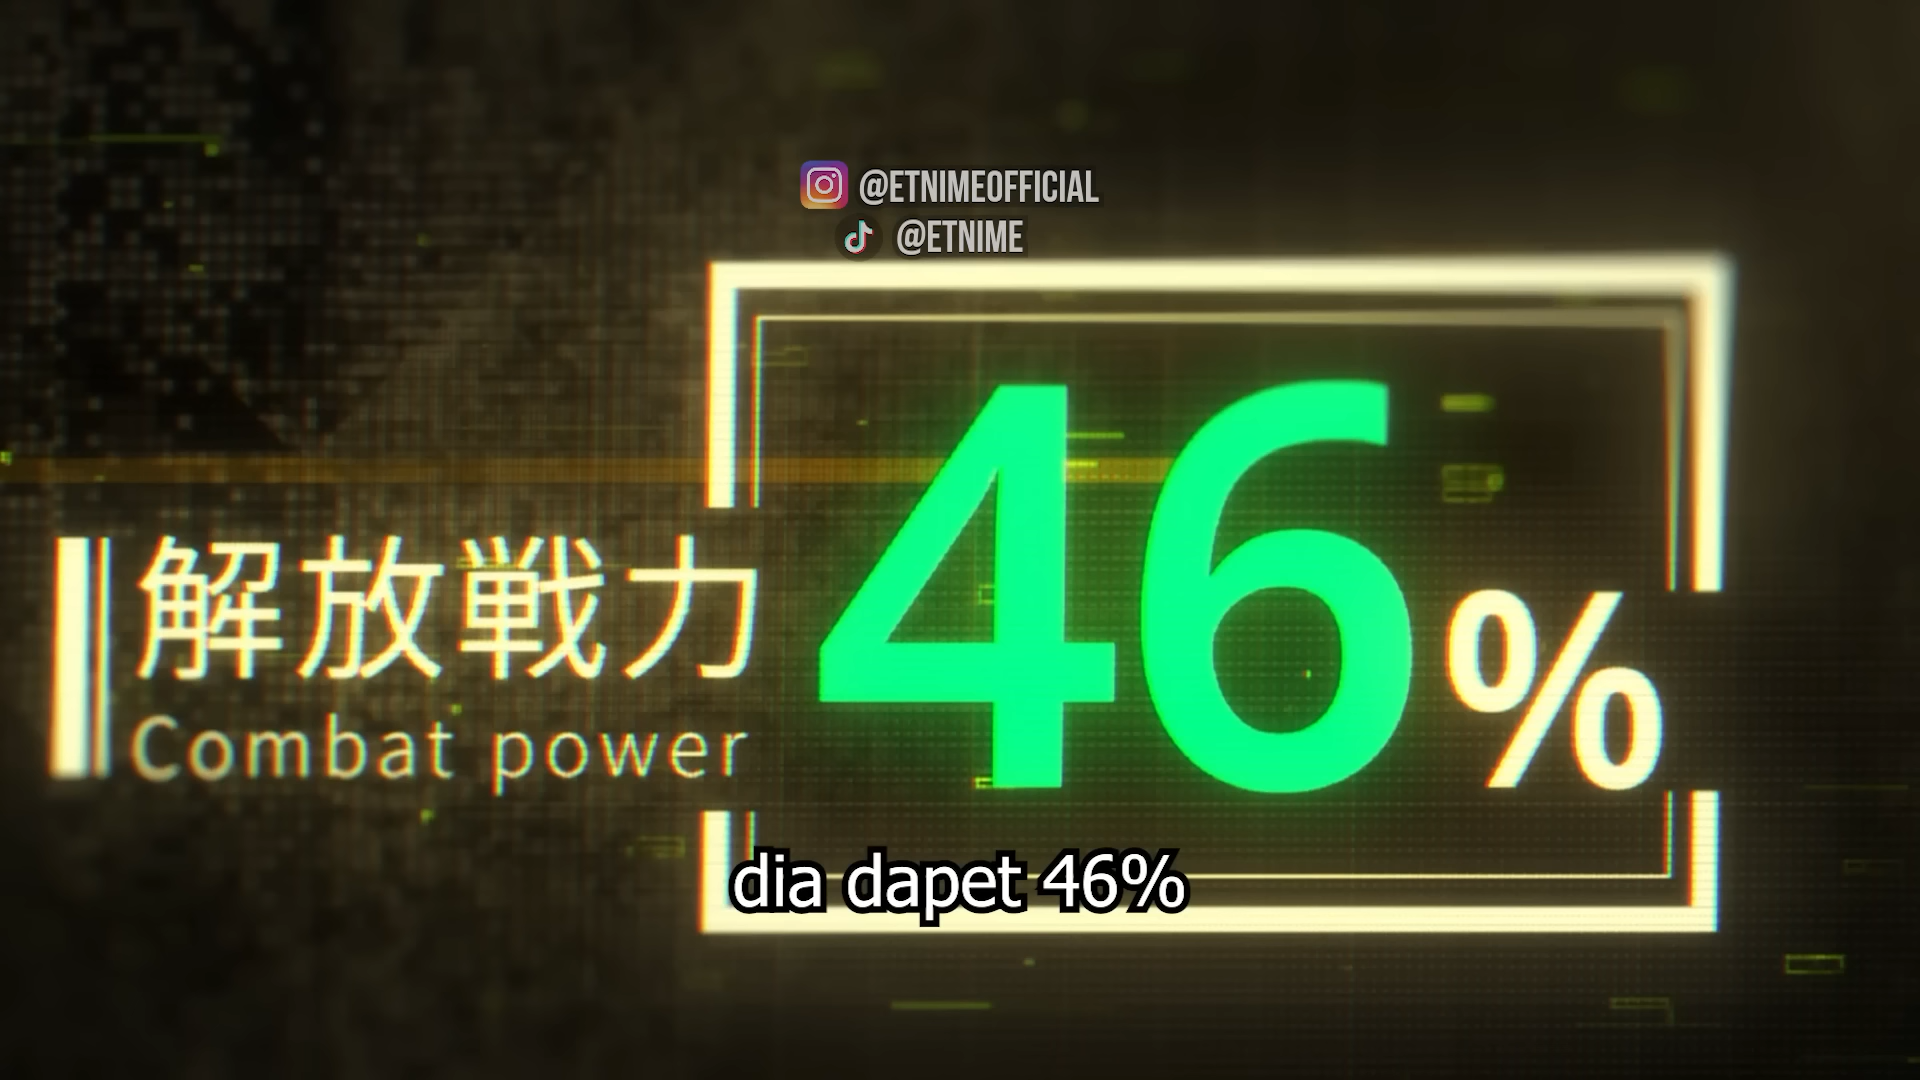 @ETNIMEOFFICIAL
@ETNIME
解放戦力
Combat power
46%
dia dapet 46%